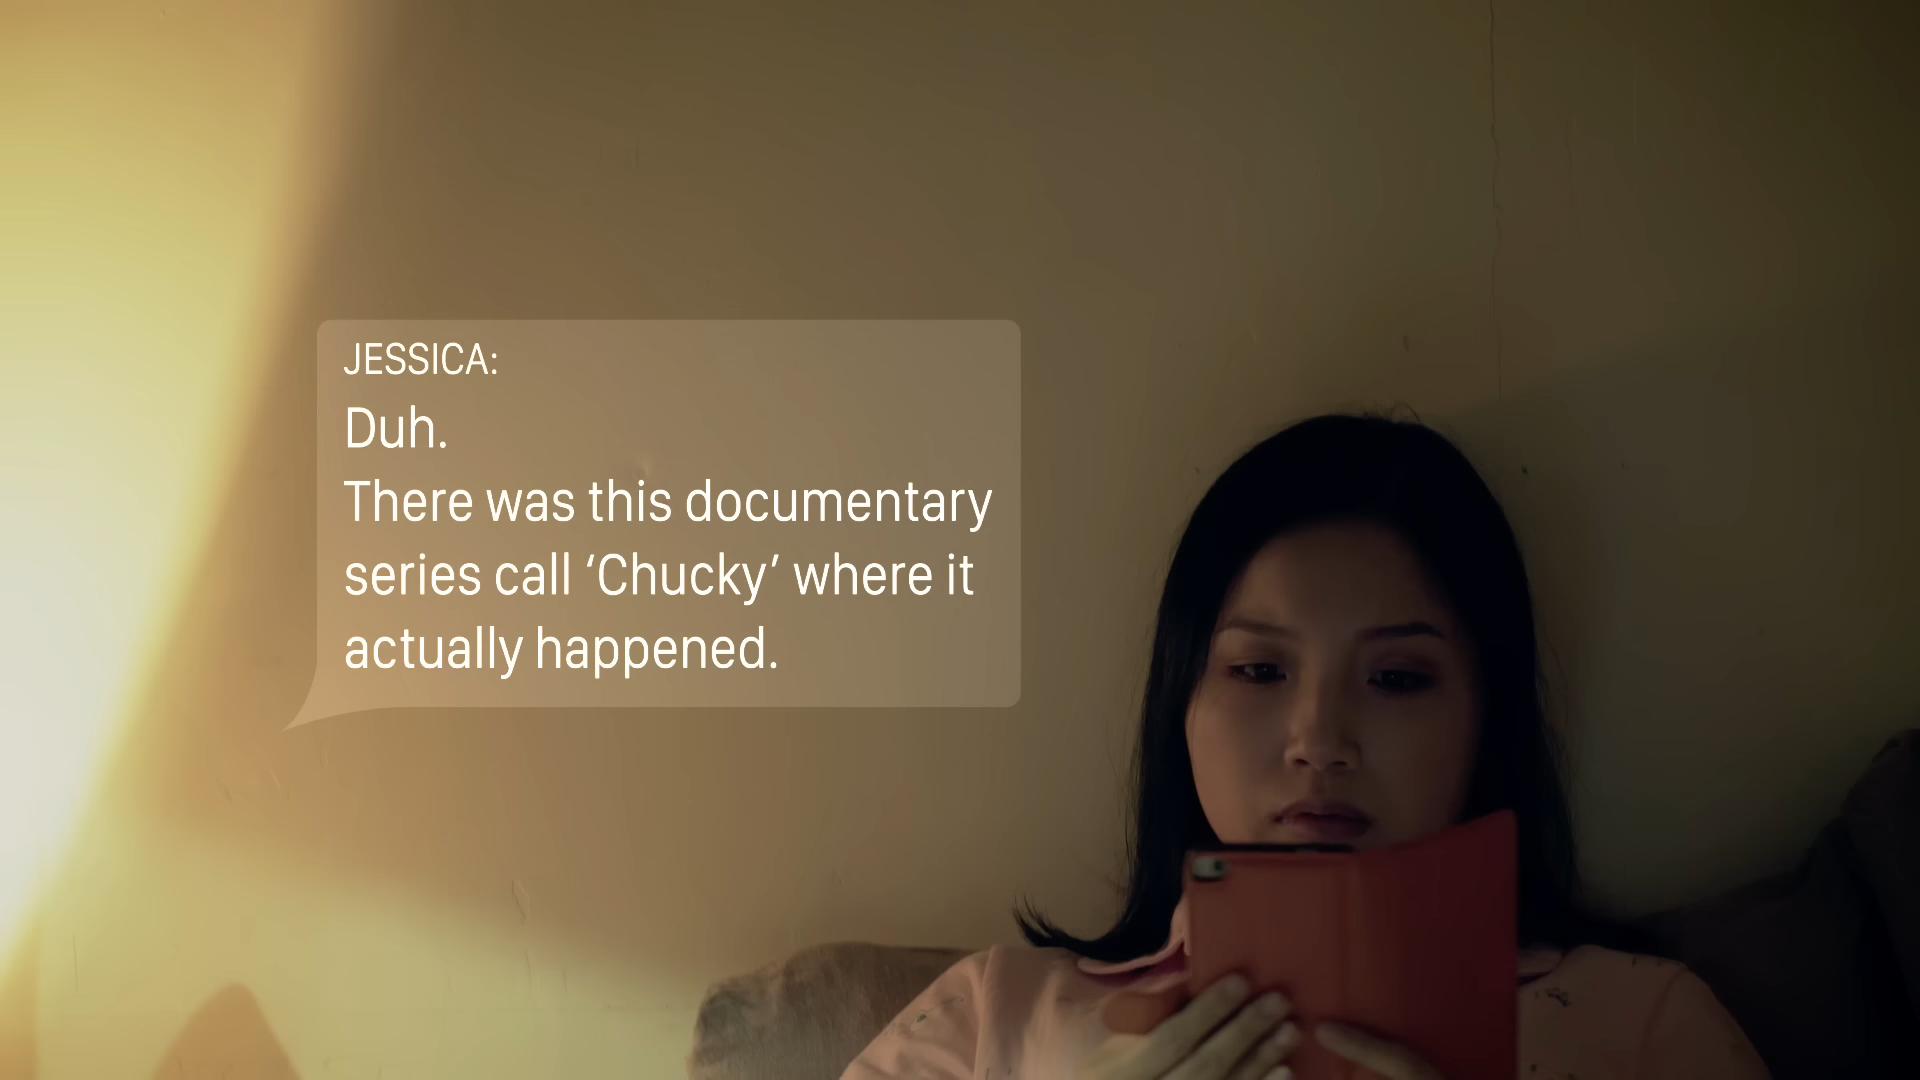 JESSICA:
Duh.
There was this documentary
series call ‘Chucky’ where it
actually happened.